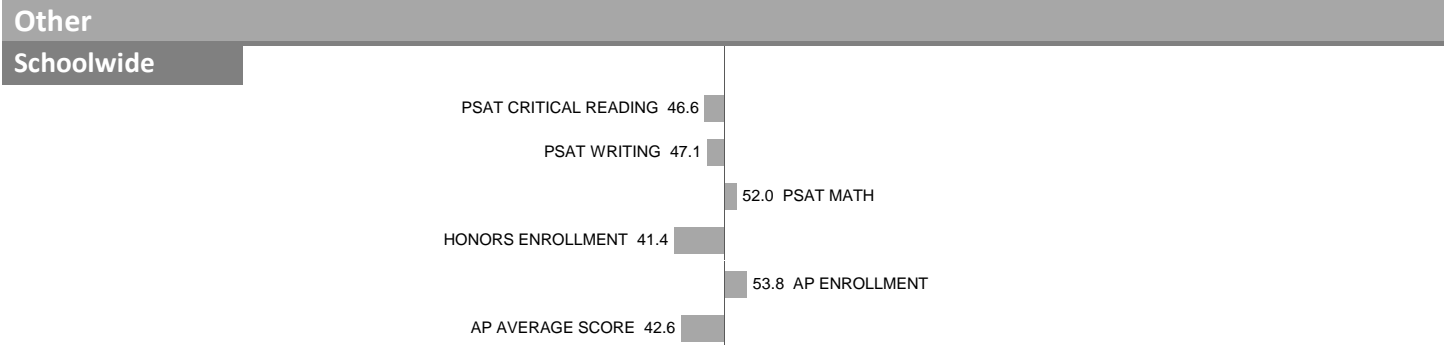 Other
Schoolwide
PSAT CRITICAL READING 46.6
PSAT WRITING 47.1
52.0 PSAT MATH
HONORS ENROLLMENT 41.4
53.8 AP ENROLLMENT
AP AVERAGE SCORE 42.6